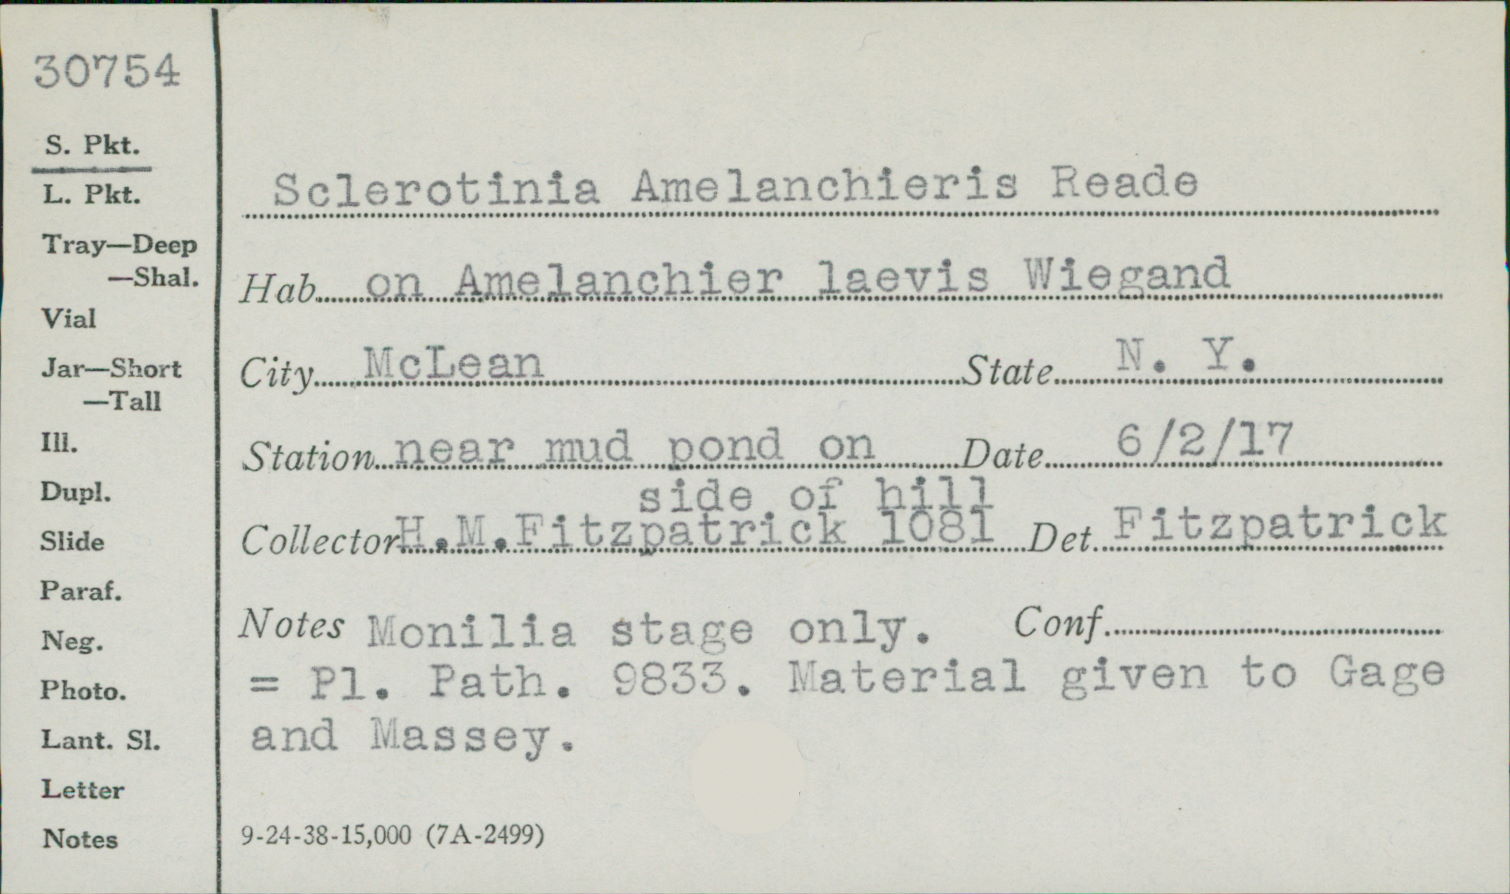 30754
S. Pkt.
L. Pkt.
Tray—Deep
—Shal.
Vial
Jar—Short
—Tall
Ill.
Dupl.
Slide
Paraf.
Neg.
Photo.
Lant. Sl.
Letter
Notes
Sclerotinia Amelanchieris Reade
Hab. on Amelanchier laevis Wiegand
City McLean State N. Y.
Station near mud pond on Date 6/2/17
side of hill
Collector H.M.Fitzpatrick 1081 Det. Fitzpatrick
Notes Monilia stage only. Conf.
= Pl. Path. 9833. Material given to Gage
and Massey.
9-24-38-15,000 (7A-2499)